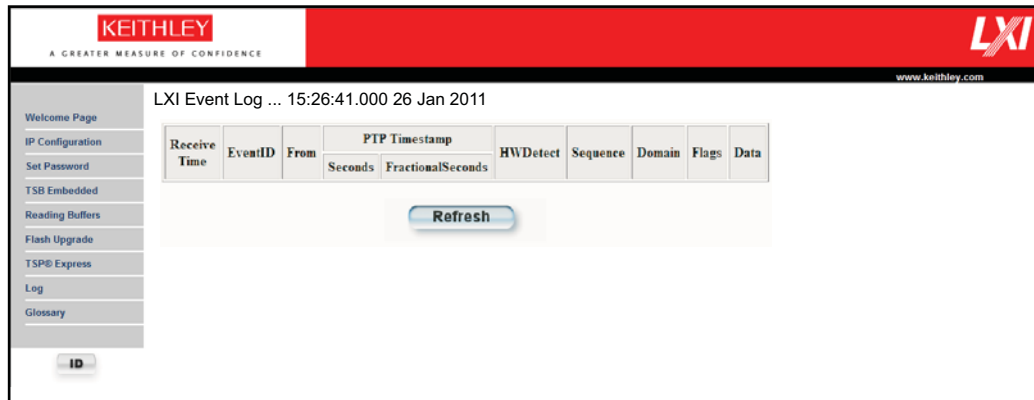 KEITHLEY
A GREATER MEASURE OF CONFIDENCE
LXI
www.keithley.com
Welcome Page
IP Configuration
Set Password
TSB Embedded
Reading Buffers
Flash Upgrade
TSP® Express
Log
Glossary
ID
LXI Event Log ... 15:26:41.000 26 Jan 2011
Receive Time EventID From PTP Timestamp HWDetect Sequence Domain Flags Data
Seconds FractionalSeconds
Refresh